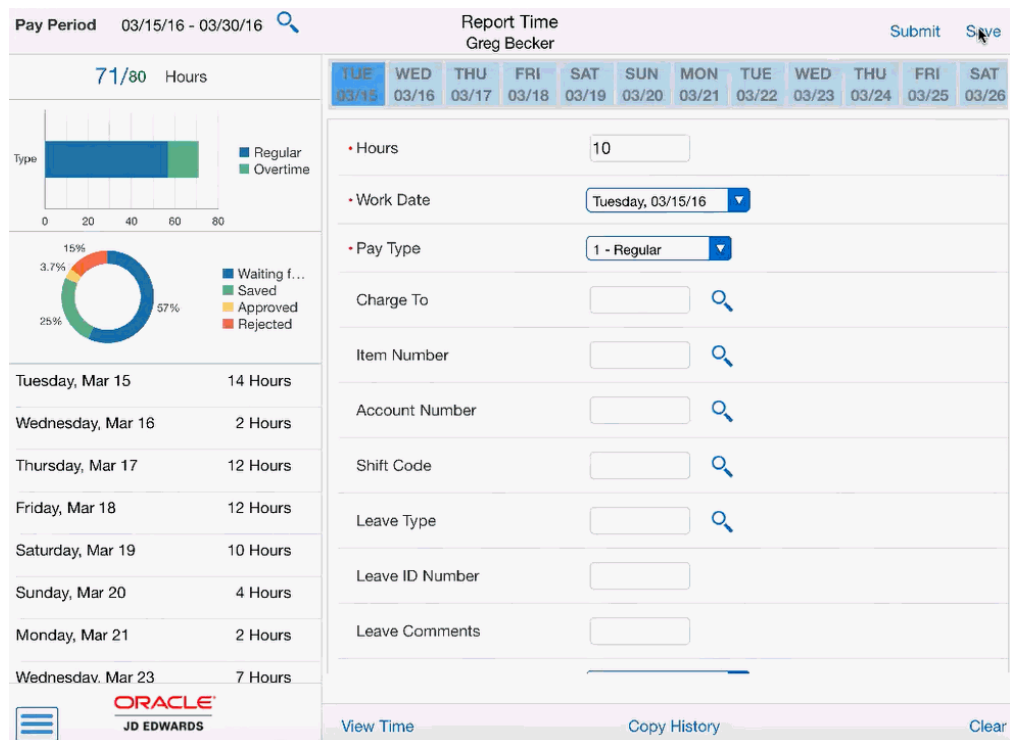 Pay Period 03/15/16 - 03/30/16
Report Time
Greg Becker
Submit Save
71/80 Hours
Type
0 20 40 60 80
Regular
Overtime
15%
3.7%
25%
57%
Waiting f...
Saved
Approved
Rejected
Tuesday, Mar 15 14 Hours
Wednesday, Mar 16 2 Hours
Thursday, Mar 17 12 Hours
Friday, Mar 18 12 Hours
Saturday, Mar 19 10 Hours
Sunday, Mar 20 4 Hours
Monday, Mar 21 2 Hours
Wednesday, Mar 23 7 Hours
ORACLE
JD EDWARDS
TUE WED THU FRI SAT SUN MON TUE WED THU FRI SAT
03/15 03/16 03/17 03/18 03/19 03/20 03/21 03/22 03/23 03/24 03/25 03/26
• Hours 10
• Work Date Tuesday, 03/15/16
• Pay Type 1 - Regular
Charge To
Item Number
Account Number
Shift Code
Leave Type
Leave ID Number
Leave Comments
View Time Copy History Clear